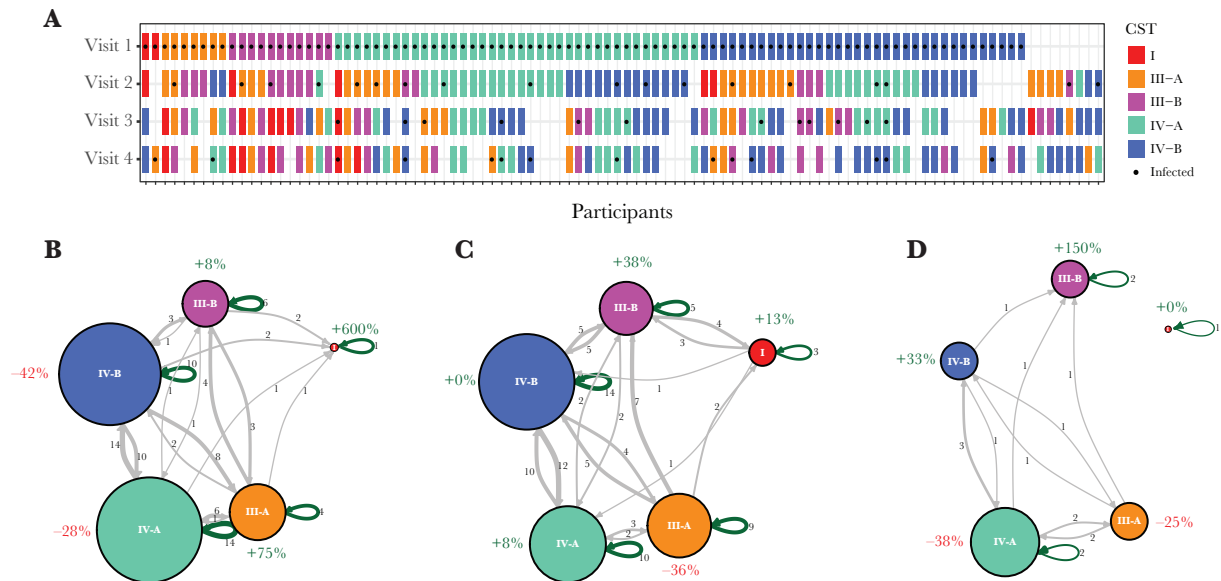 A
Visit 1
Visit 2
Visit 3
Visit 4
Participants
CST
I
III-A
III-B
IV-A
IV-B
Infected
B
+8%
III-B
5
3
1
2
2
+600%
I
1
-42%
IV-B
10
1
4
1
3
1
14
10
2
8
-28%
IV-A
6
1
14
III-A
4
+75%
C
+38%
III-B
5
5
5
4
3
+13%
I
3
+0%
IV-B
14
2
2
7
1
2
10
12
5
4
1
+8%
IV-A
3
2
10
III-A
9
-36%
D
+150%
III-B
2
1
+0%
1
+33%
IV-B
1
1
3
1
1
1
-38%
IV-A
2
2
2
III-A
-25%